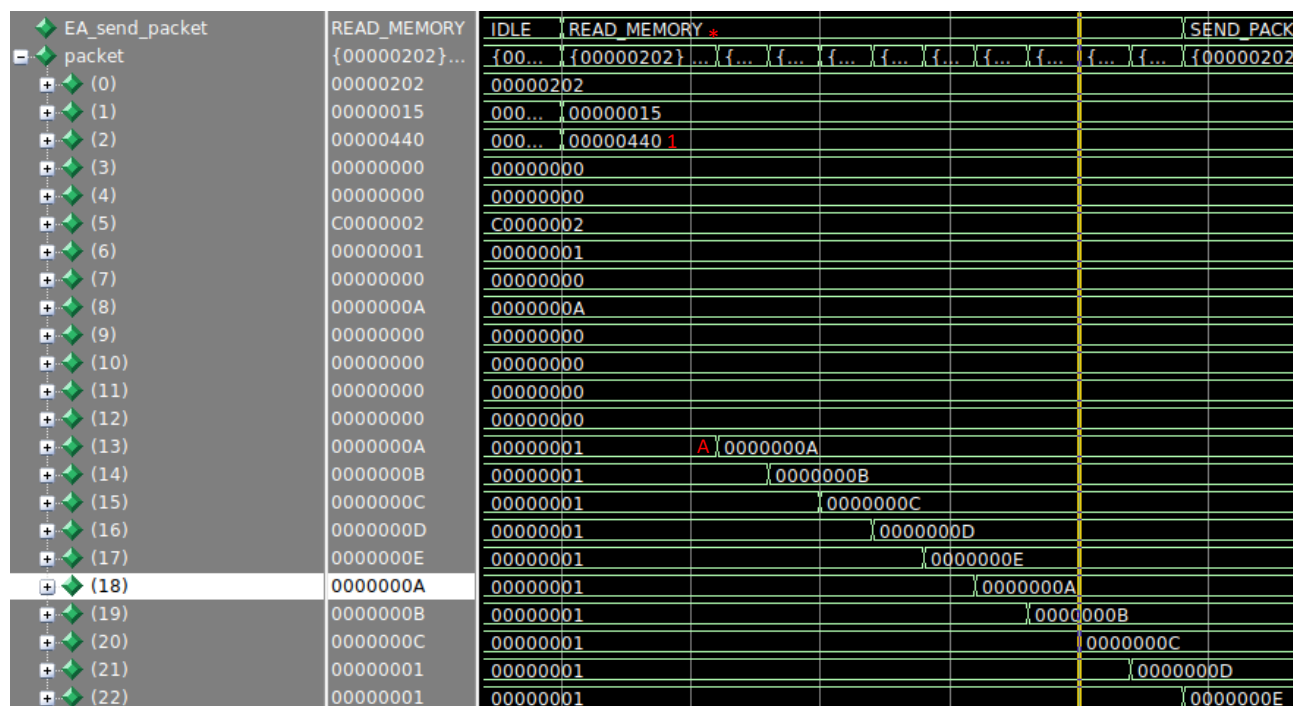 EA_send_packet READ_MEMORY IDLE READ_MEMORY * SEND_PACK
packet {00000202}... {00... {00000202} ... {... {... {... {... {... {... {... {... {... {00000202
(0) 00000202 00000202
(1) 00000015 000... 00000015
(2) 00000440 000... 00000440 1
(3) 00000000 00000000
(4) 00000000 00000000
(5) C0000002 C0000002
(6) 00000001 00000001
(7) 00000000 00000000
(8) 0000000A 0000000A
(9) 00000000 00000000
(10) 00000000 00000000
(11) 00000000 00000000
(12) 00000000 00000000
(13) 0000000A 00000001 A 0000000A
(14) 0000000B 00000001 0000000B
(15) 0000000C 00000001 0000000C
(16) 0000000D 00000001 0000000D
(17) 0000000E 00000001 0000000E
(18) 0000000A 00000001 0000000A
(19) 0000000B 00000001 0000000B
(20) 0000000C 00000001 0000000C
(21) 00000001 00000001 0000000D
(22) 00000001 00000001 0000000E